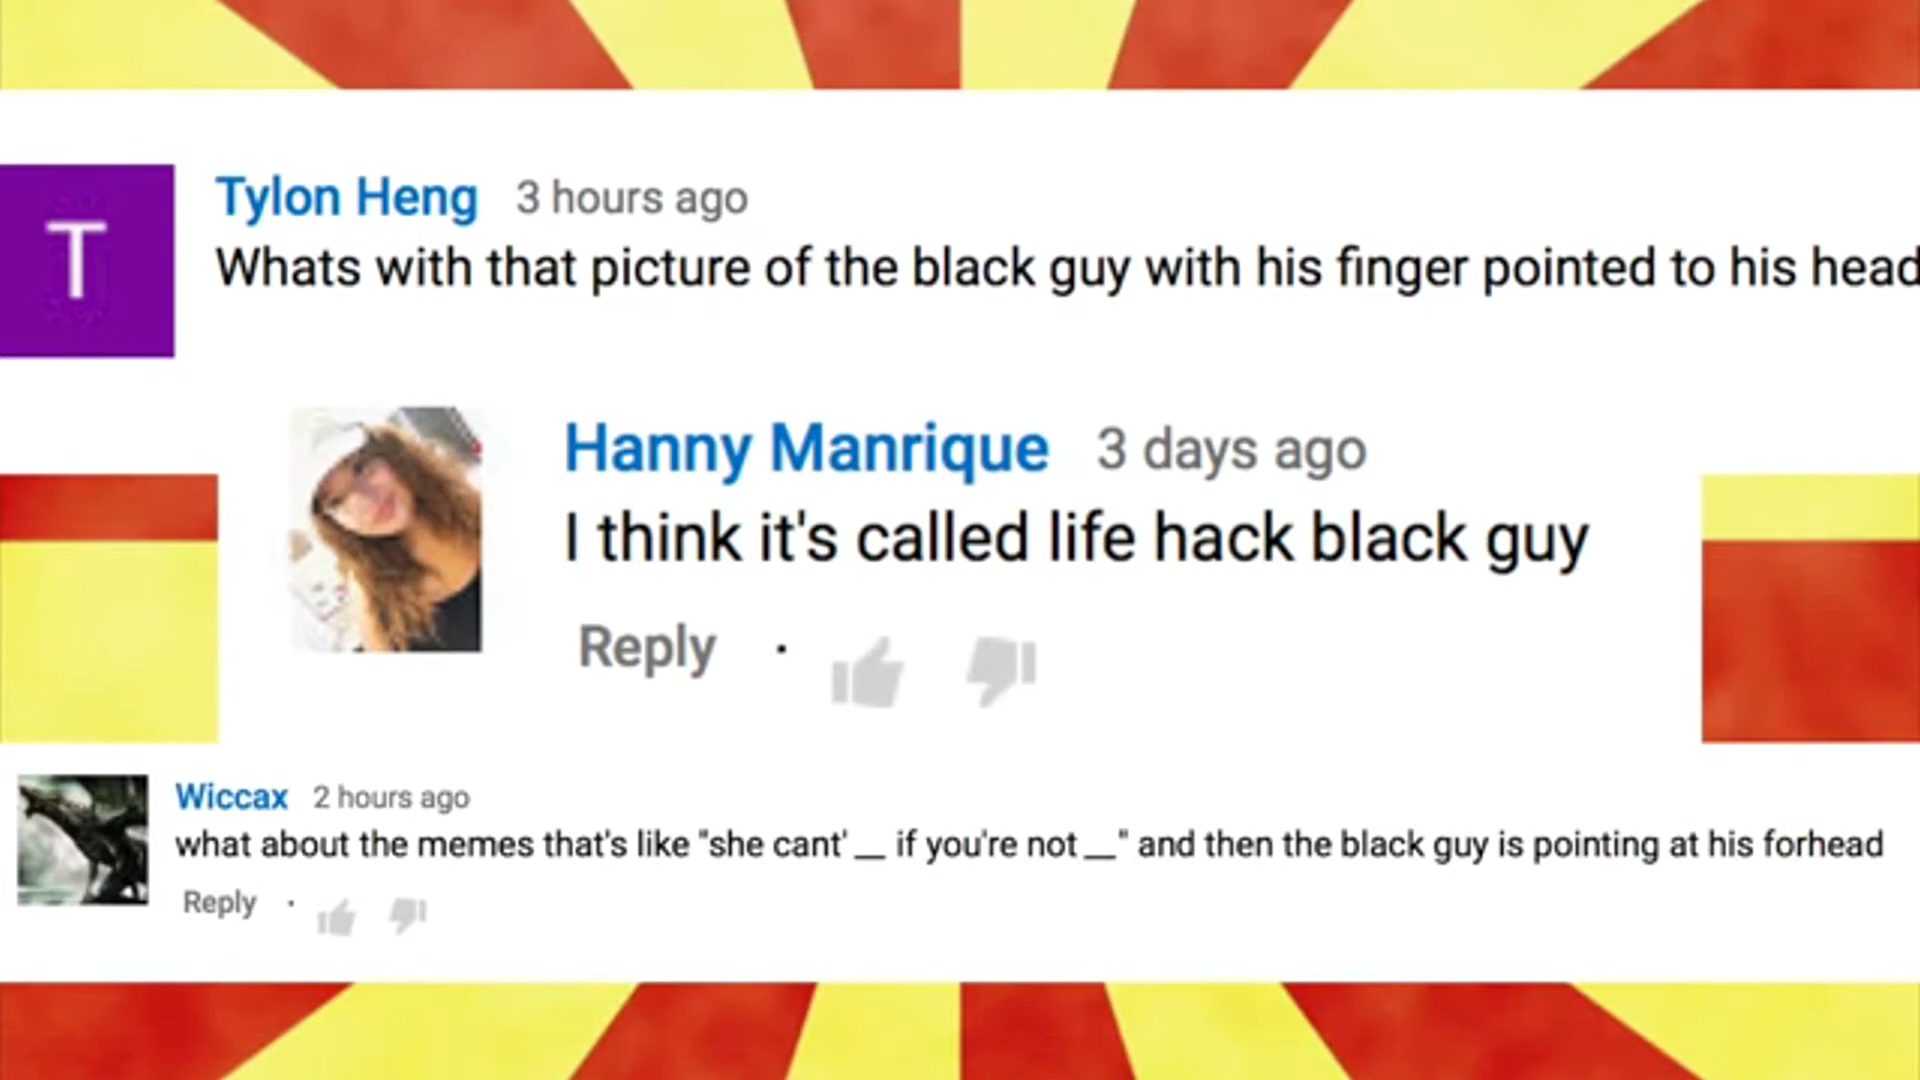 T
Tylon Heng 3 hours ago
Whats with that picture of the black guy with his finger pointed to his head
Hanny Manrique 3 days ago
I think it's called life hack black guy
Reply ·
Wiccax 2 hours ago
what about the memes that's like "she cant' __ if you're not __" and then the black guy is pointing at his forhead
Reply ·